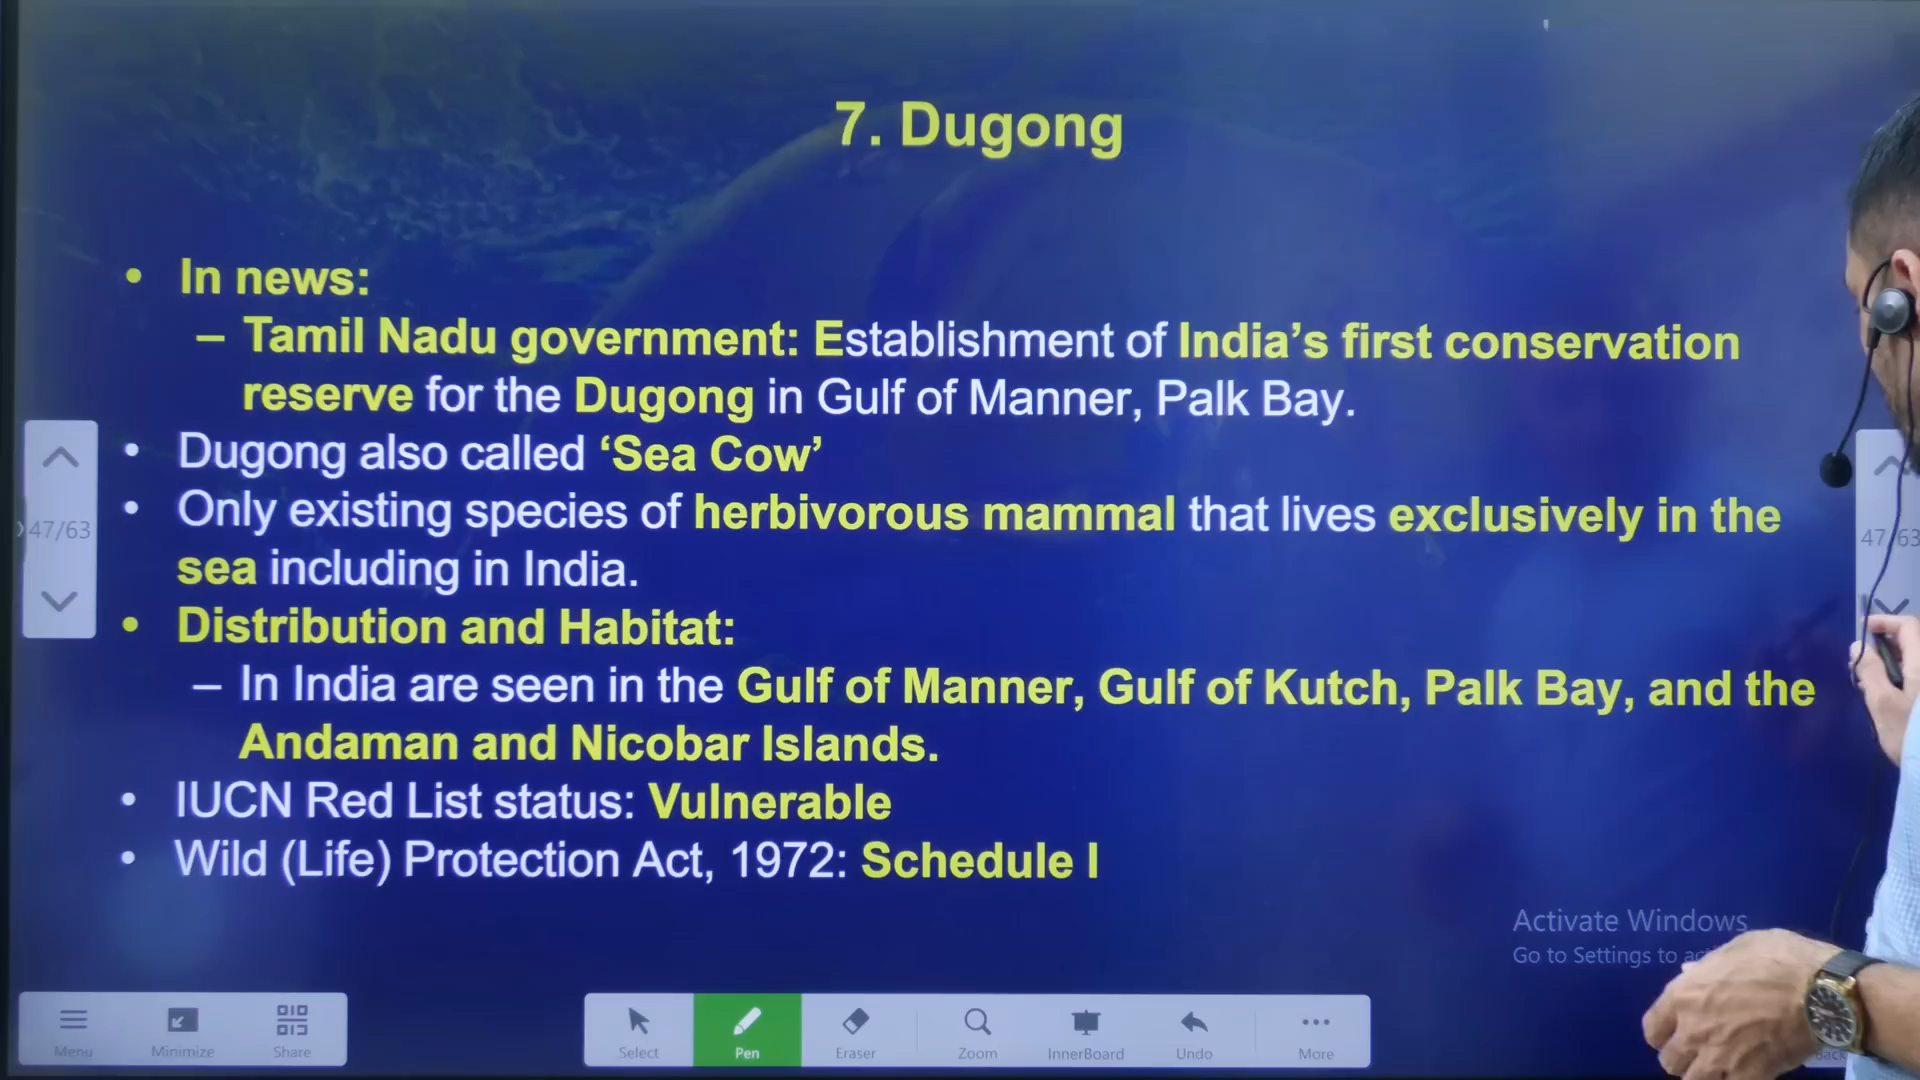 7. Dugong
• In news:
– Tamil Nadu government: Establishment of India's first conservation
reserve for the Dugong in Gulf of Manner, Palk Bay.
• Dugong also called ‘Sea Cow’
• Only existing species of herbivorous mammal that lives exclusively in the
sea including in India.
• Distribution and Habitat:
– In India are seen in the Gulf of Manner, Gulf of Kutch, Palk Bay, and the
Andaman and Nicobar Islands.
• IUCN Red List status: Vulnerable
• Wild (Life) Protection Act, 1972: Schedule I
47/63
47/63
Activate Windows
Go to Settings to
Menu Minimize Share
Select Pen Eraser Zoom InnerBoard Undo More
Back